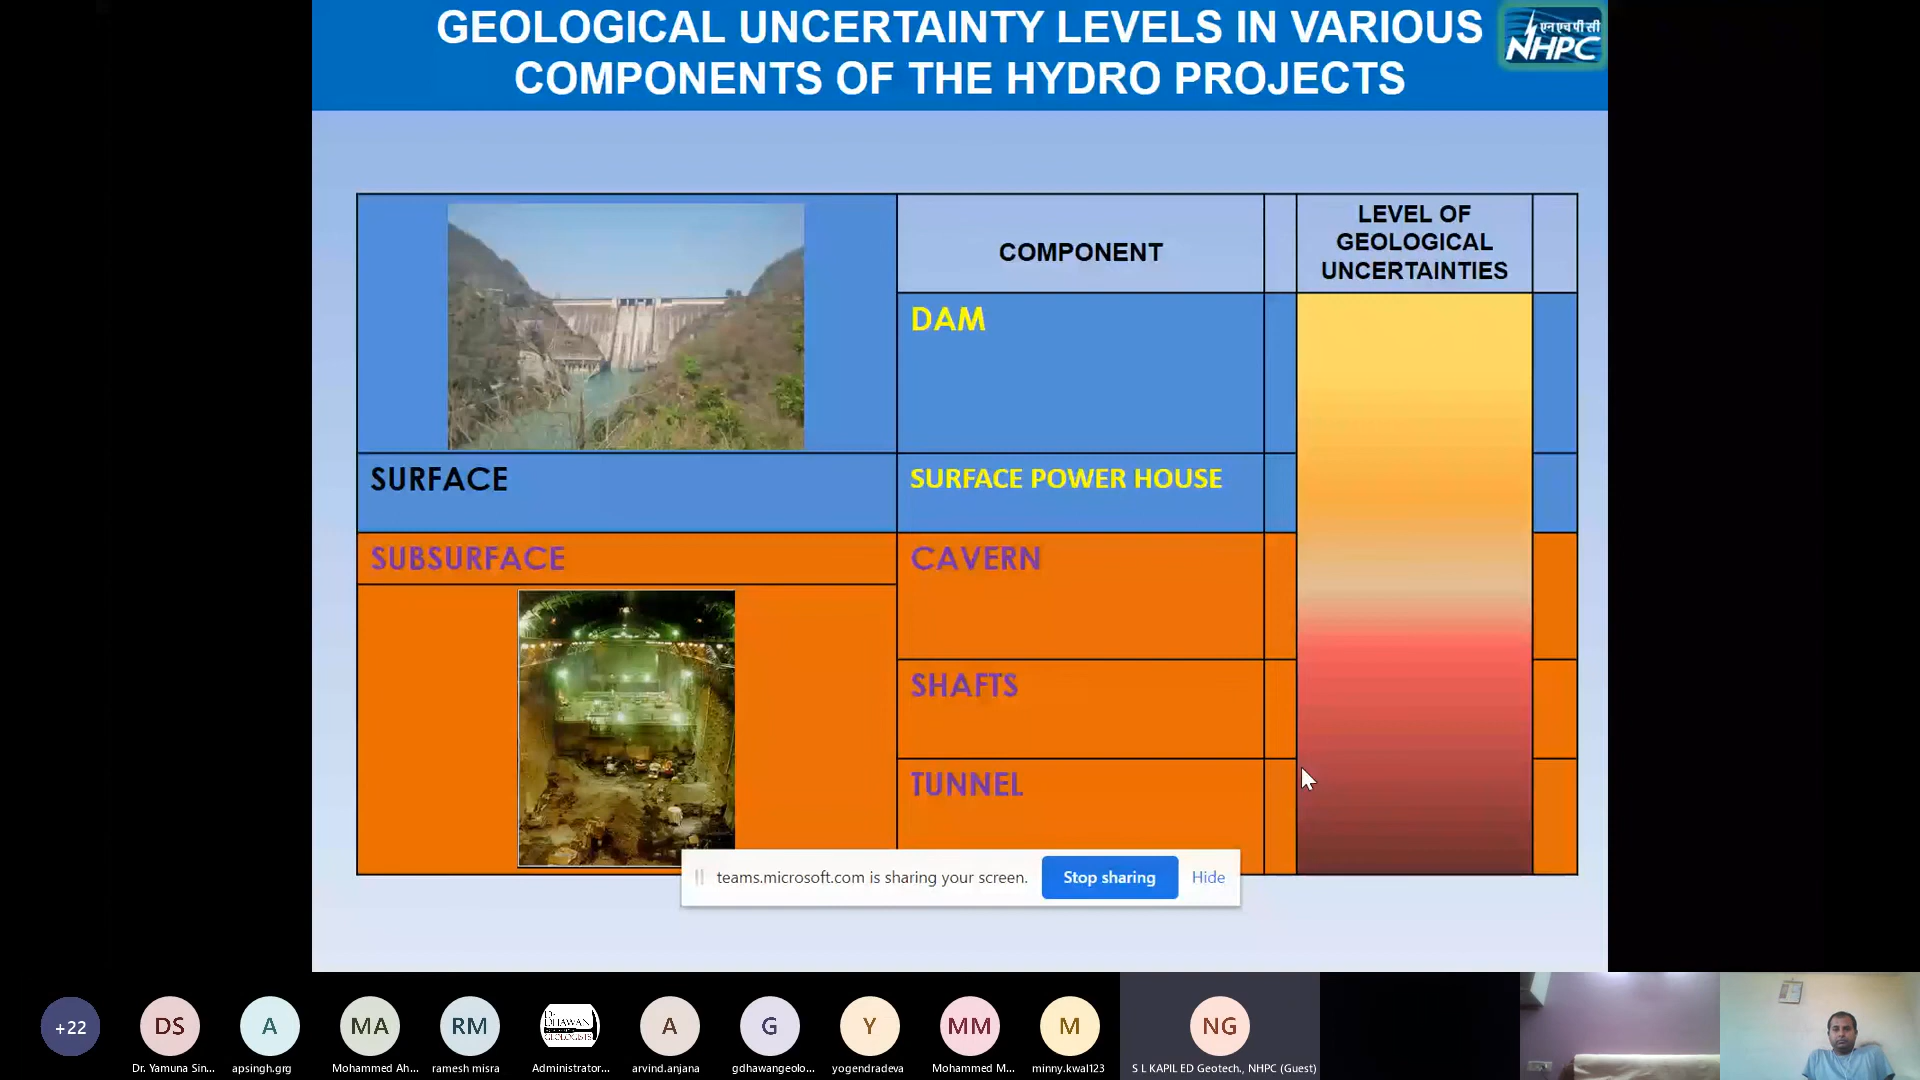 GEOLOGICAL UNCERTAINTY LEVELS IN VARIOUS
COMPONENTS OF THE HYDRO PROJECTS
एनएचपीसी
NHPC
COMPONENT
LEVEL OF
GEOLOGICAL
UNCERTAINTIES
DAM
SURFACE
SURFACE POWER HOUSE
SUBSURFACE
CAVERN
SHAFTS
TUNNEL
teams.microsoft.com is sharing your screen.
Stop sharing
Hide
+22
DS
A
MA
RM
DHAWAN
GEOLOGISTS
A
G
Y
MM
M
NG
Dr. Yamuna Sin...
apsingh.grg
Mohammed Ah...
ramesh misra
Administrator...
arvind.anjana
gdhawangeolo...
yogendradeva
Mohammed M...
minny.kwal123
S L KAPIL ED Geotech., NHPC (Guest)